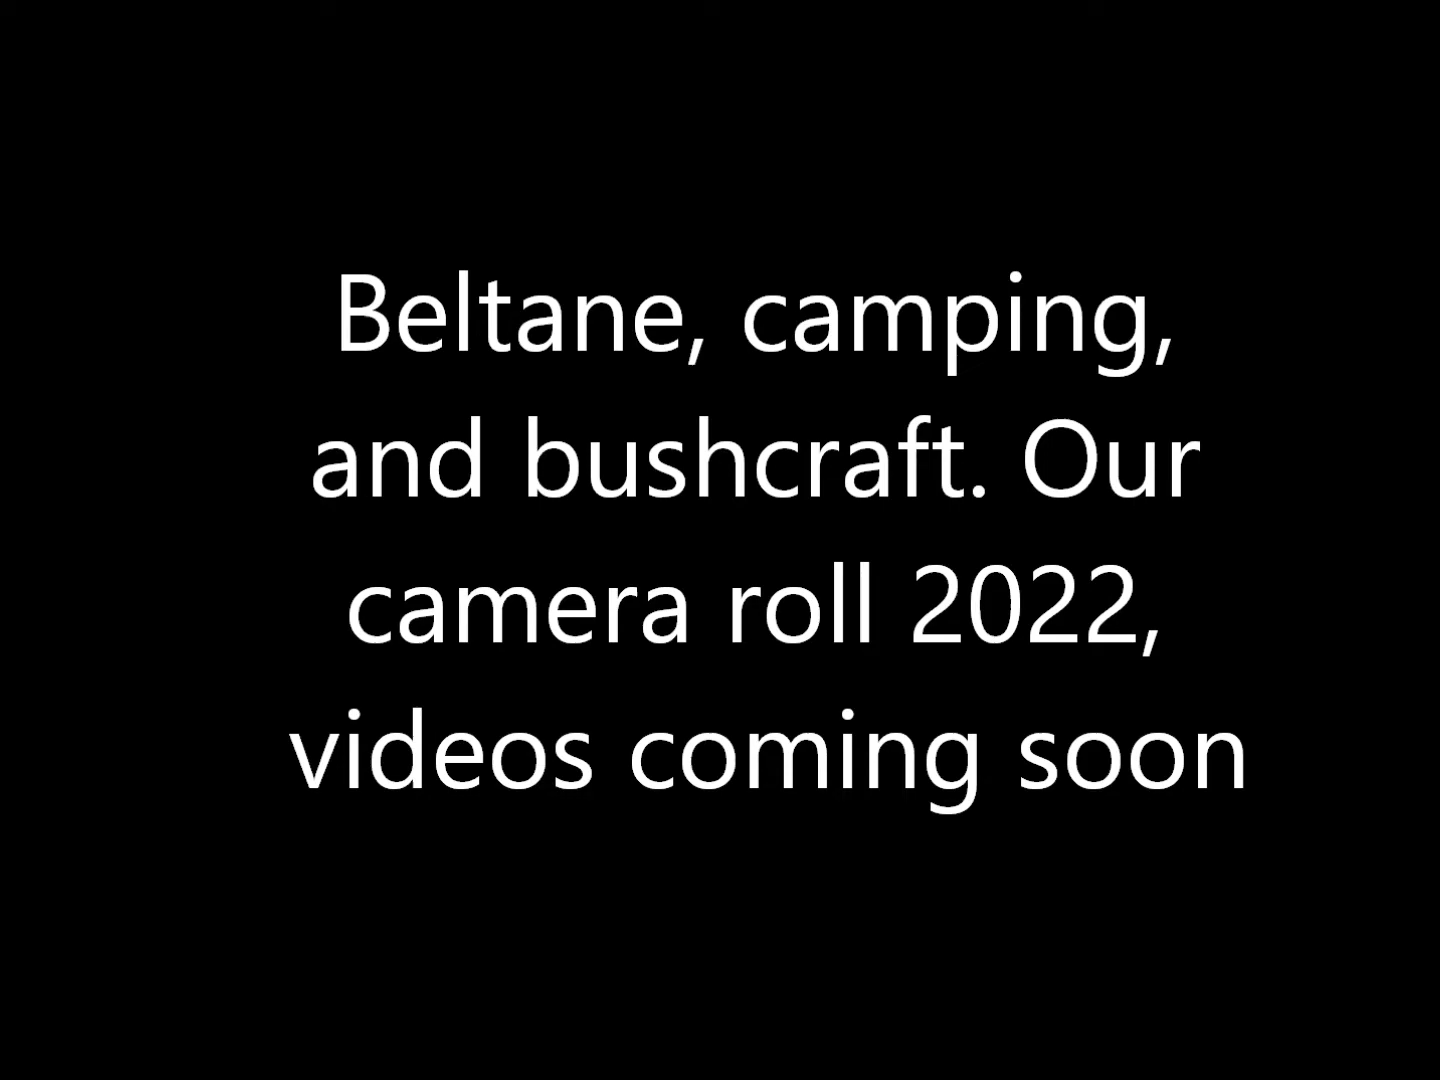 Beltane, camping,
and bushcraft. Our
camera roll 2022,
videos coming soon